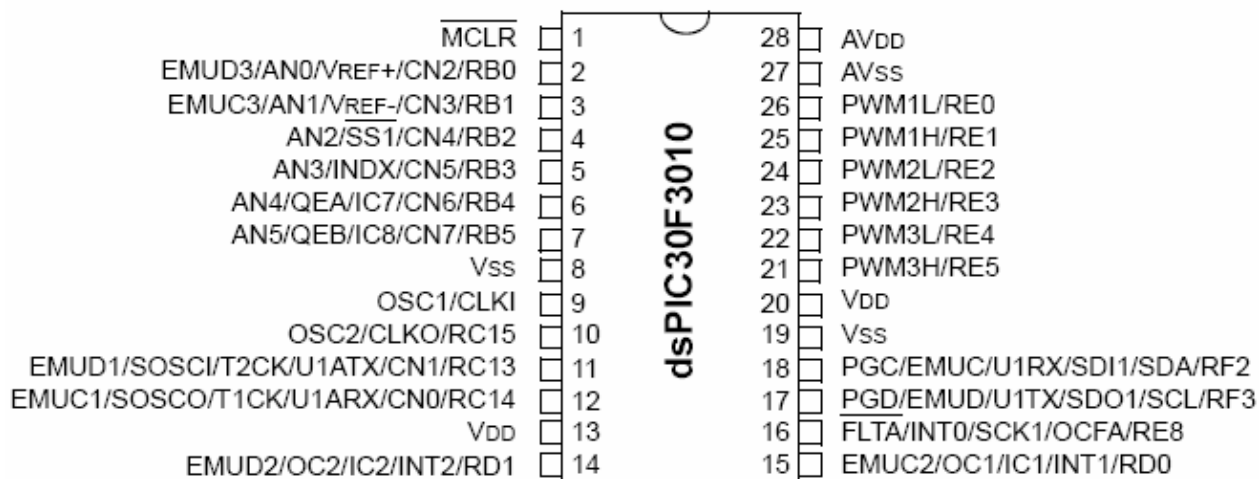 MCLR 1 28 AVDD
EMUD3/AN0/VREF+/CN2/RB0 2 27 AVSS
EMUC3/AN1/VREF-/CN3/RB1 3 26 PWM1L/RE0
AN2/SS1/CN4/RB2 4 25 PWM1H/RE1
AN3/INDX/CN5/RB3 5 24 PWM2L/RE2
AN4/QEA/IC7/CN6/RB4 6 23 PWM2H/RE3
AN5/QEB/IC8/CN7/RB5 7 22 PWM3L/RE4
VSS 8 21 PWM3H/RE5
OSC1/CLKI 9 20 VDD
OSC2/CLKO/RC15 10 19 VSS
EMUD1/SOSCI/T2CK/U1ATX/CN1/RC13 11 18 PGC/EMUC/U1RX/SDI1/SDA/RF2
EMUC1/SOSCO/T1CK/U1ARX/CN0/RC14 12 17 PGD/EMUD/U1TX/SDO1/SCL/RF3
VDD 13 16 FLTA/INT0/SCK1/OCFA/RE8
EMUD2/OC2/IC2/INT2/RD1 14 15 EMUC2/OC1/IC1/INT1/RD0
dsPIC30F3010